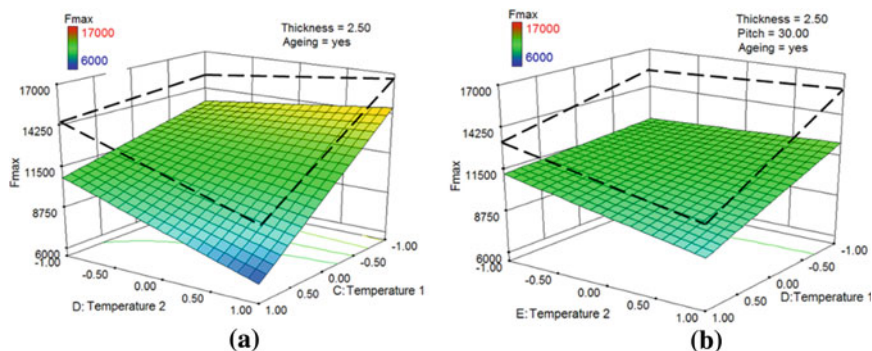 Fmax
17000
6000
Thickness = 2.50
Ageing = yes
17000
14250
11500
8750
6000
Fmax
-1.00
-0.50
0.00
0.50
1.00
D: Temperature 2
1.00
0.50
0.00
-0.50
-1.00
C: Temperature 1
(a)
Fmax
17000
6000
Thickness = 2.50
Pitch = 30.00
Ageing = yes
17000
14250
11500
8750
6000
Fmax
-1.00
-0.50
0.00
0.50
1.00
E: Temperature 2
1.00
0.50
0.00
-0.50
-1.00
D: Temperature 1
(b)